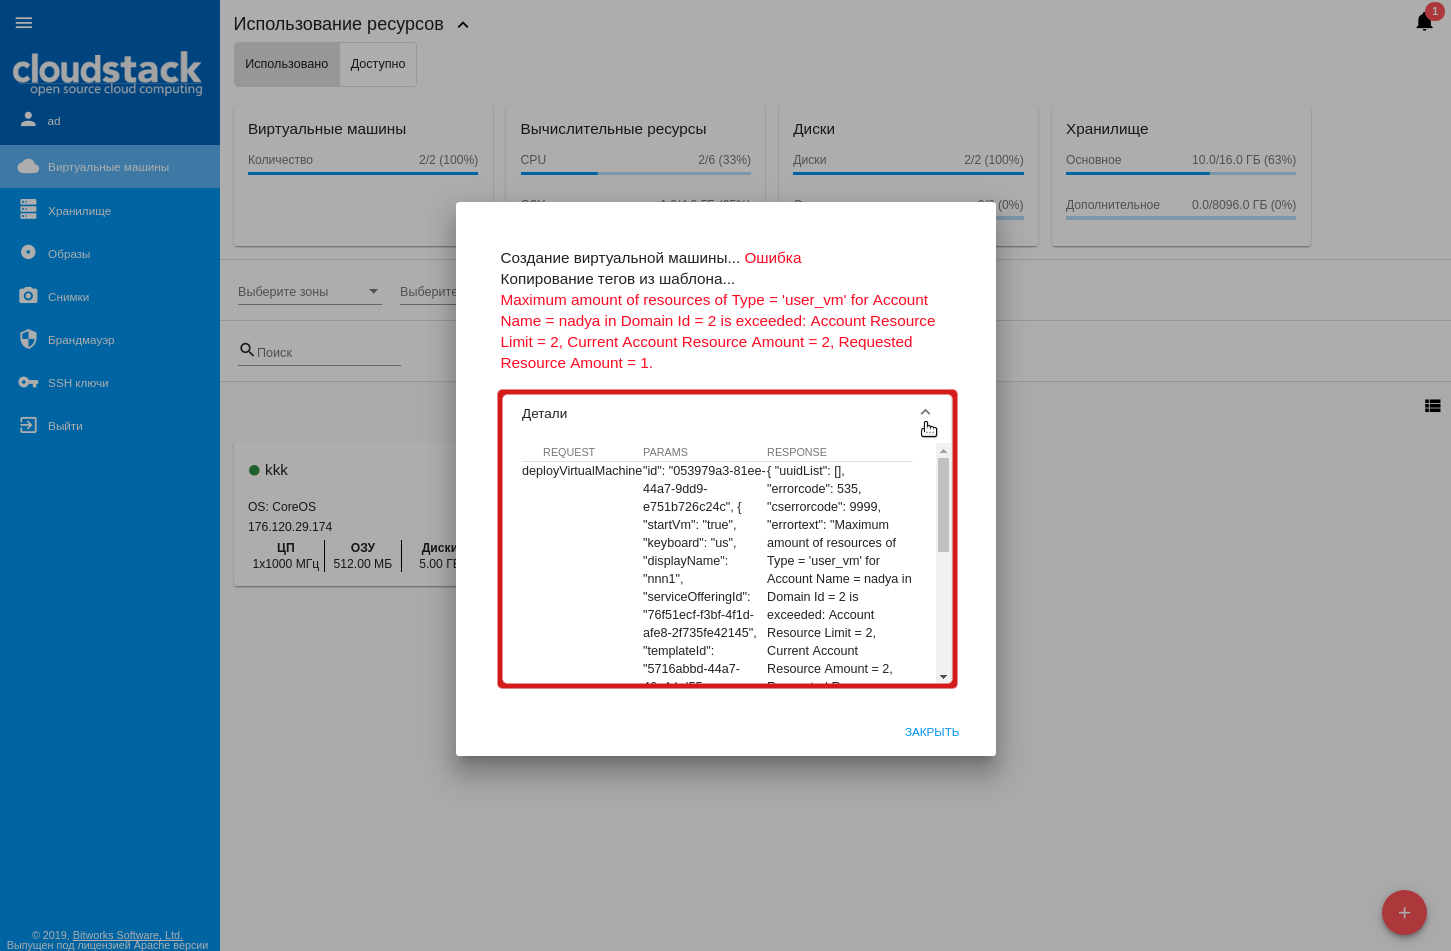 Использование ресурсов
1
Использовано Доступно
cloudstack
open source cloud computing
ad
Виртуальные машины
Хранилище
Образы
Снимки
Брандмауэр
SSH ключи
Выйти
© 2019, Bitworks Software, Ltd.
Выпущен под лицензией Apache версии
Виртуальные машины
Количество 2/2 (100%)
Вычислительные ресурсы
CPU 2/6 (33%)
Диски
Диски 2/2 (100%)
(0%)
Хранилище
Основное 10.0/16.0 ГБ (63%)
Дополнительное 0.0/8096.0 ГБ (0%)
Выберите зоны Выберите
Поиск
kkk
OS: CoreOS
176.120.29.174
ЦП ОЗУ Диски
1x1000 МГц 512.00 МБ 5.00 ГБ
Создание виртуальной машины... Ошибка
Копирование тегов из шаблона...
Maximum amount of resources of Type = 'user_vm' for Account
Name = nadya in Domain Id = 2 is exceeded: Account Resource
Limit = 2, Current Account Resource Amount = 2, Requested
Resource Amount = 1.
Детали
REQUEST PARAMS RESPONSE
deployVirtualMachine "id": "053979a3-81ee- { "uuidList": [],
44a7-9dd9- "errorcode": 535,
e751b726c24c", { "cserrorcode": 9999,
"startVm": "true", "errortext": "Maximum
"keyboard": "us", amount of resources of
"displayName": Type = 'user_vm' for
"nnn1", Account Name = nadya in
"serviceOfferingId": Domain Id = 2 is
"76f51ecf-f3bf-4f1d- exceeded: Account
afe8-2f735fe42145", Resource Limit = 2,
"templateId": Current Account
"5716abbd-44a7- Resource Amount = 2,
ЗАКРЫТЬ
+